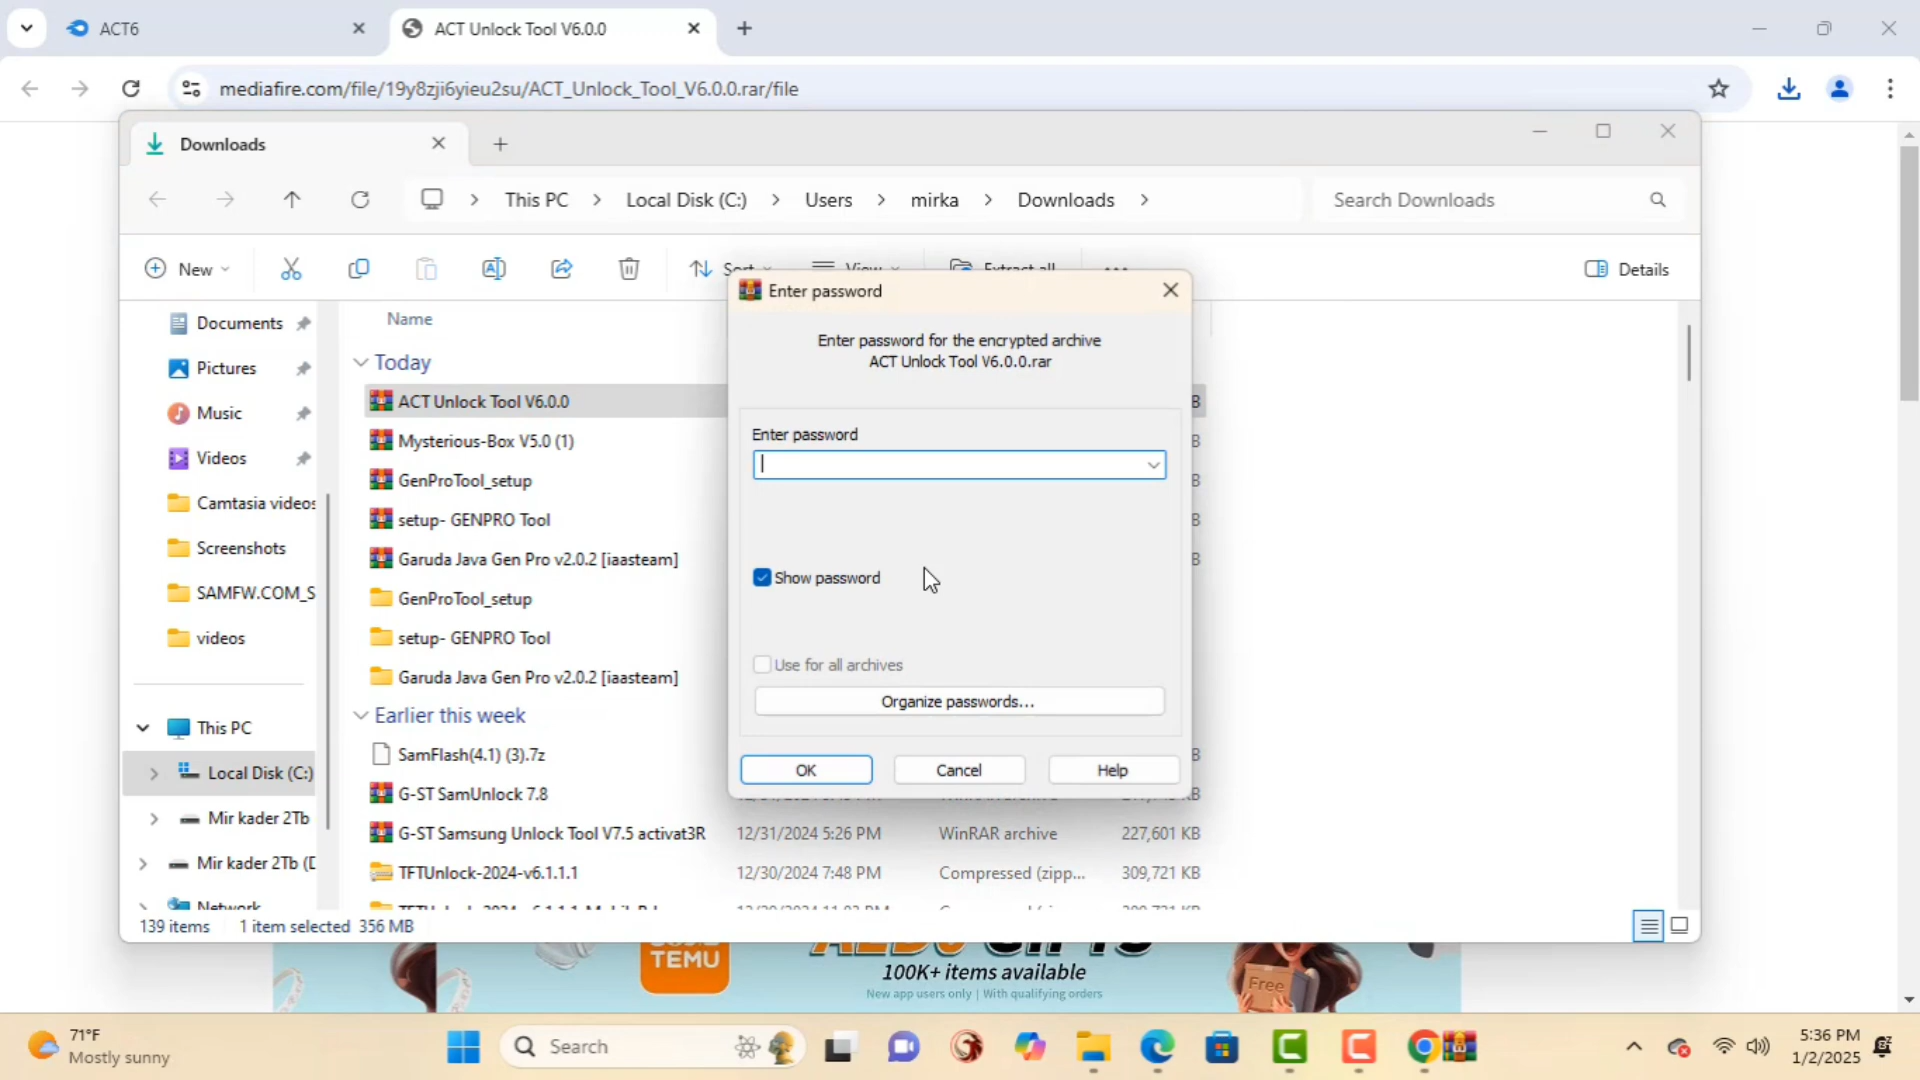 ACT6
ACT Unlock Tool V6.0.0
mediafire.com/file/19y8zji6yieu2su/ACT_Unlock_Tool_V6.0.0.rar/file
Downloads
This PC
Local Disk (C:)
Users
mirka
Downloads
Search Downloads
New
Details
Enter password
Enter password for the encrypted archive
ACT Unlock Tool V6.0.0.rar
Enter password
Show password
Use for all archives
Organize passwords...
OK
Cancel
Help
Documents
Pictures
Music
Videos
Camtasia videos
Screenshots
SAMFW.COM_S
videos
This PC
Local Disk (C:)
Mir kader 2Tb
Mir kader 2Tb (D
Network
Name
Today
ACT Unlock Tool V6.0.0
Mysterious-Box V5.0 (1)
GenProTool_setup
setup- GENPRO Tool
Garuda Java Gen Pro v2.0.2 [iaasteam]
GenProTool_setup
setup- GENPRO Tool
Garuda Java Gen Pro v2.0.2 [iaasteam]
Earlier this week
SamFlash(4.1) (3).7z
G-ST SamUnlock 7.8
G-ST Samsung Unlock Tool V7.5 activat3R 12/31/2024 5:26 PM WinRAR archive 227,601 KB
TFTUnlock-2024-v6.1.1.1 12/30/2024 7:48 PM Compressed (zipp... 309,721 KB
139 items 1 item selected 356 MB
TEMU
100K+ items available
New app users only | With qualifying orders
Free
71°F
Mostly sunny
Search
5:36 PM
1/2/2025